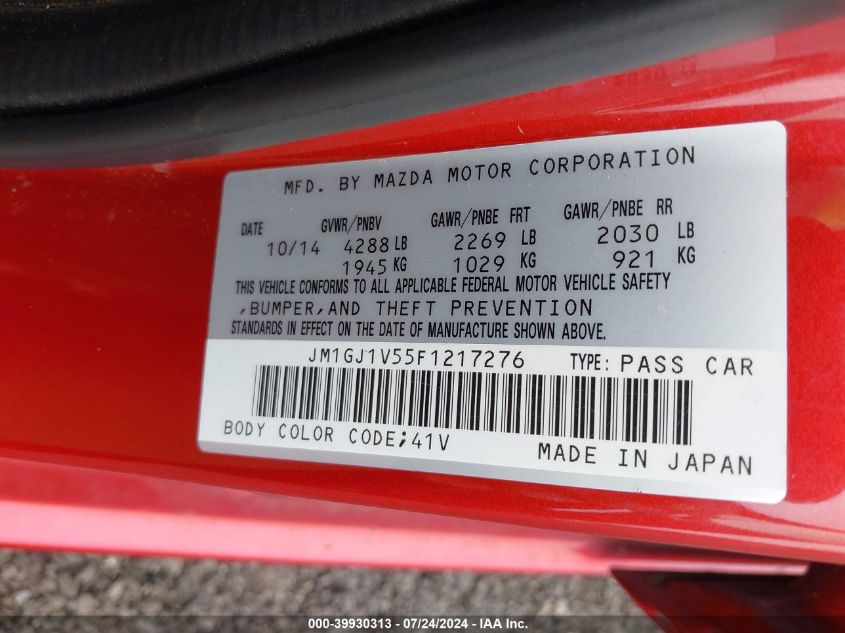 MFD. BY MAZDA MOTOR CORPORATION
DATE GVWR/PNBV GAWR/PNBE FRT GAWR/PNBE RR
10/14 4288 LB 2269 LB 2030 LB
1945 KG 1029 KG 921 KG
THIS VEHICLE CONFORMS TO ALL APPLICABLE FEDERAL MOTOR VEHICLE SAFETY
,BUMPER,AND THEFT PREVENTION
STANDARDS IN EFFECT ON THE DATE OF MANUFACTURE SHOWN ABOVE.
JM1GJ1V55F1217276 TYPE: PASS CAR
BODY COLOR CODE;41V
MADE IN JAPAN
000-39930313 - 07/24/2024 - IAA Inc.